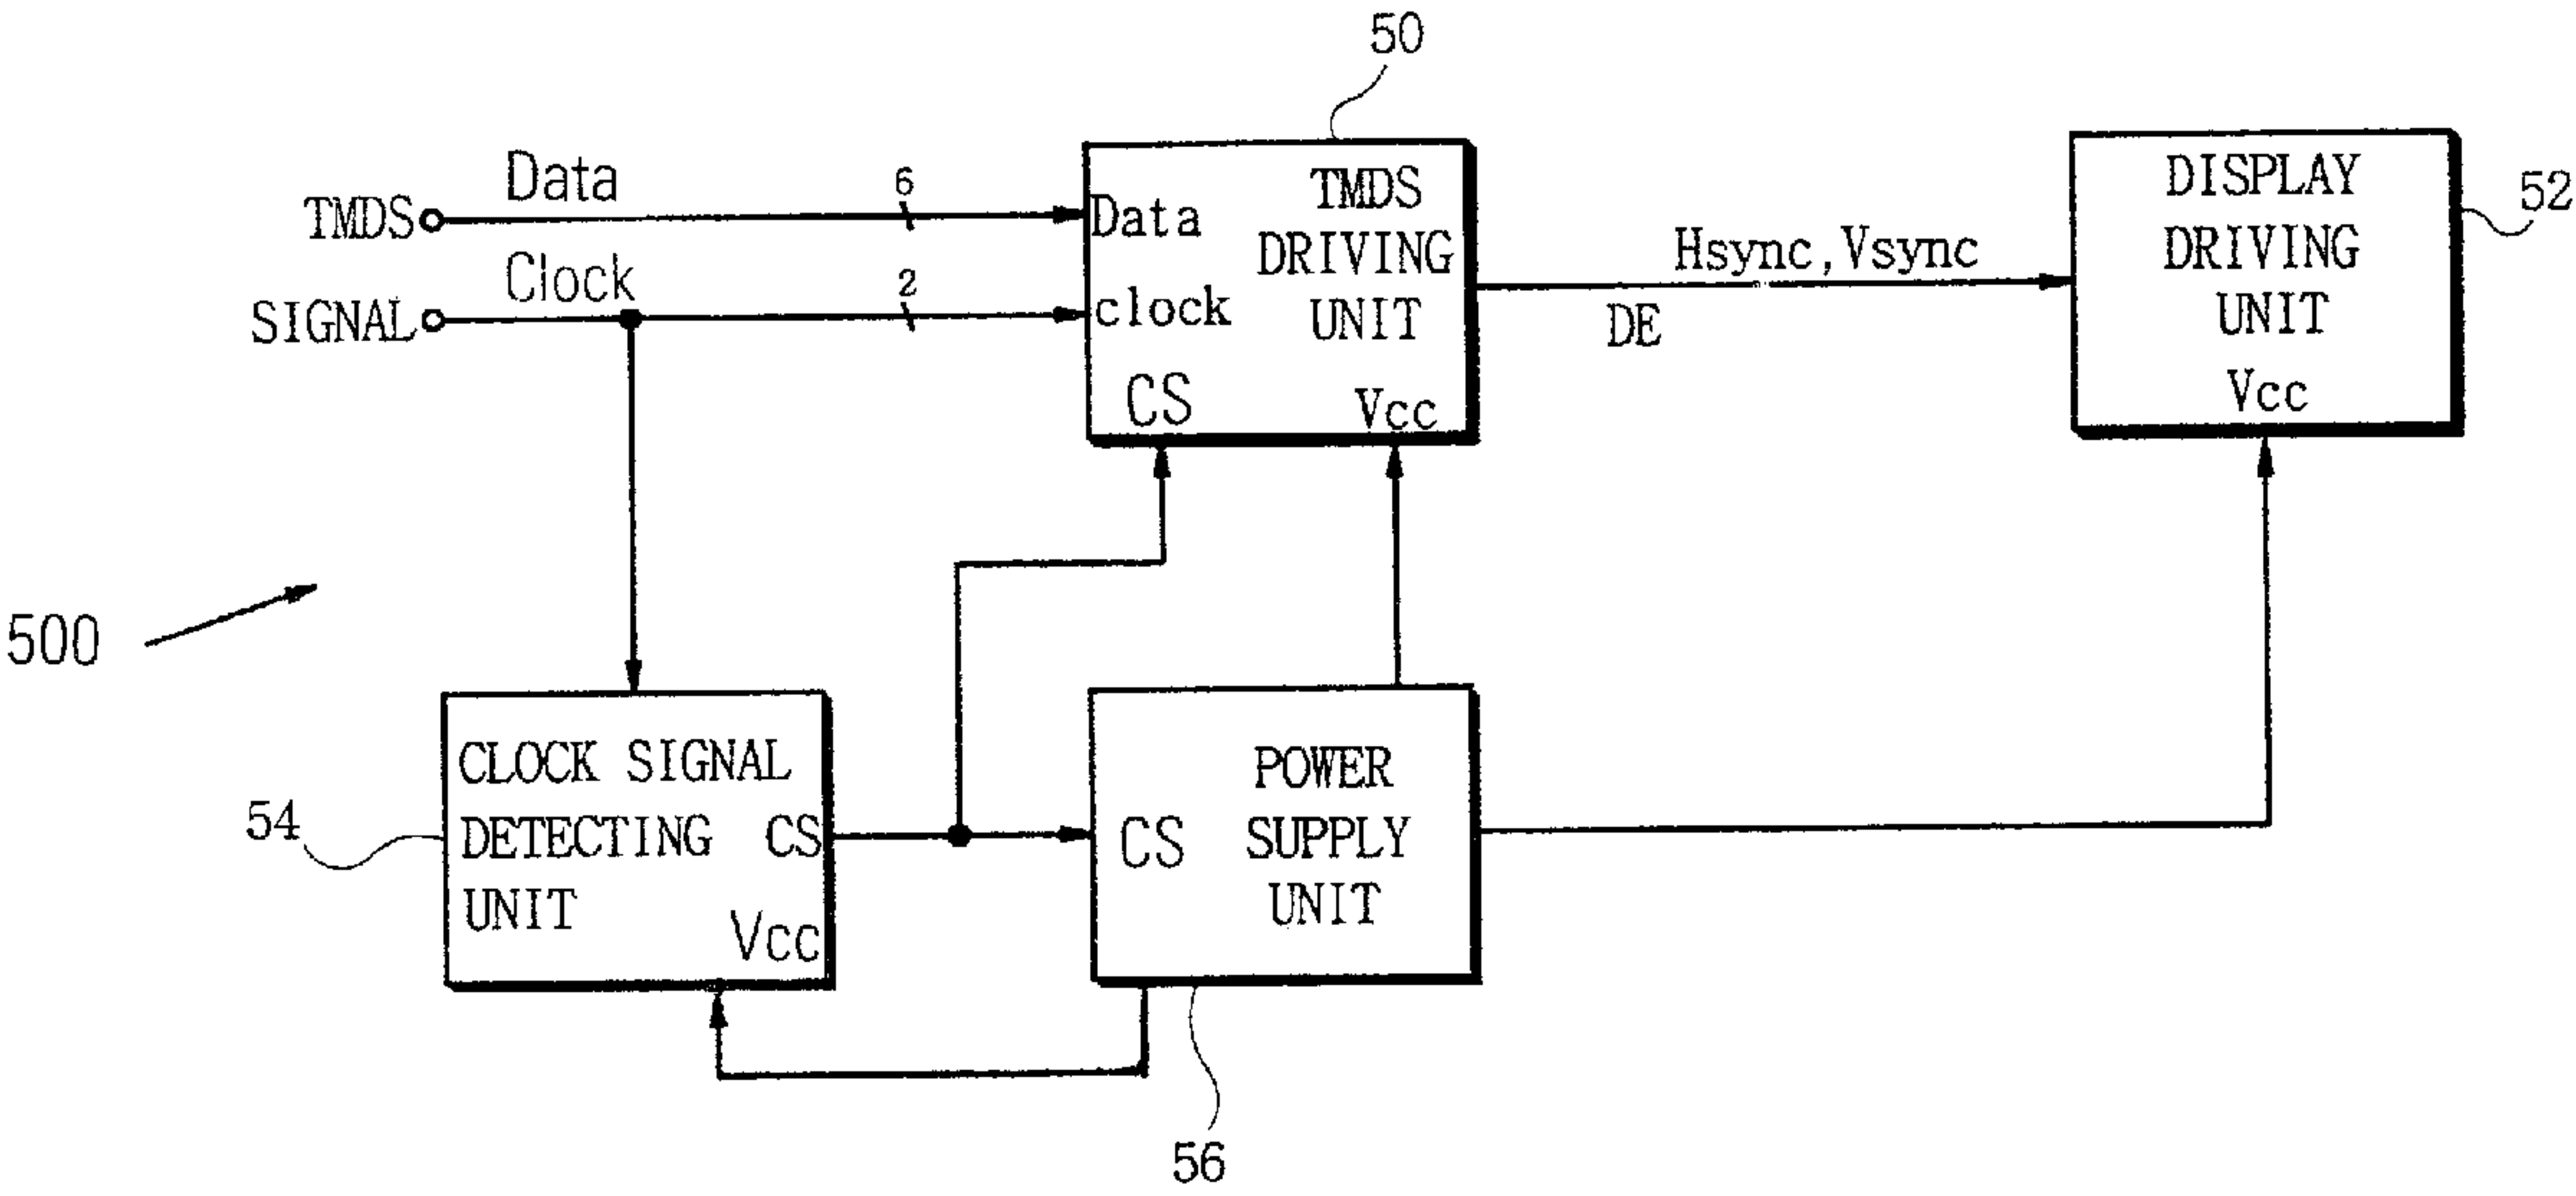 50
TMDS
Data
6
SIGNAL
Clock
2
Data
clock
CS
TMDS
DRIVING
UNIT
Vcc
Hsync,Vsync
DE
DISPLAY
DRIVING
UNIT
Vcc
52
500
54
CLOCK SIGNAL
DETECTING
UNIT
CS
Vcc
CS
POWER
SUPPLY
UNIT
56